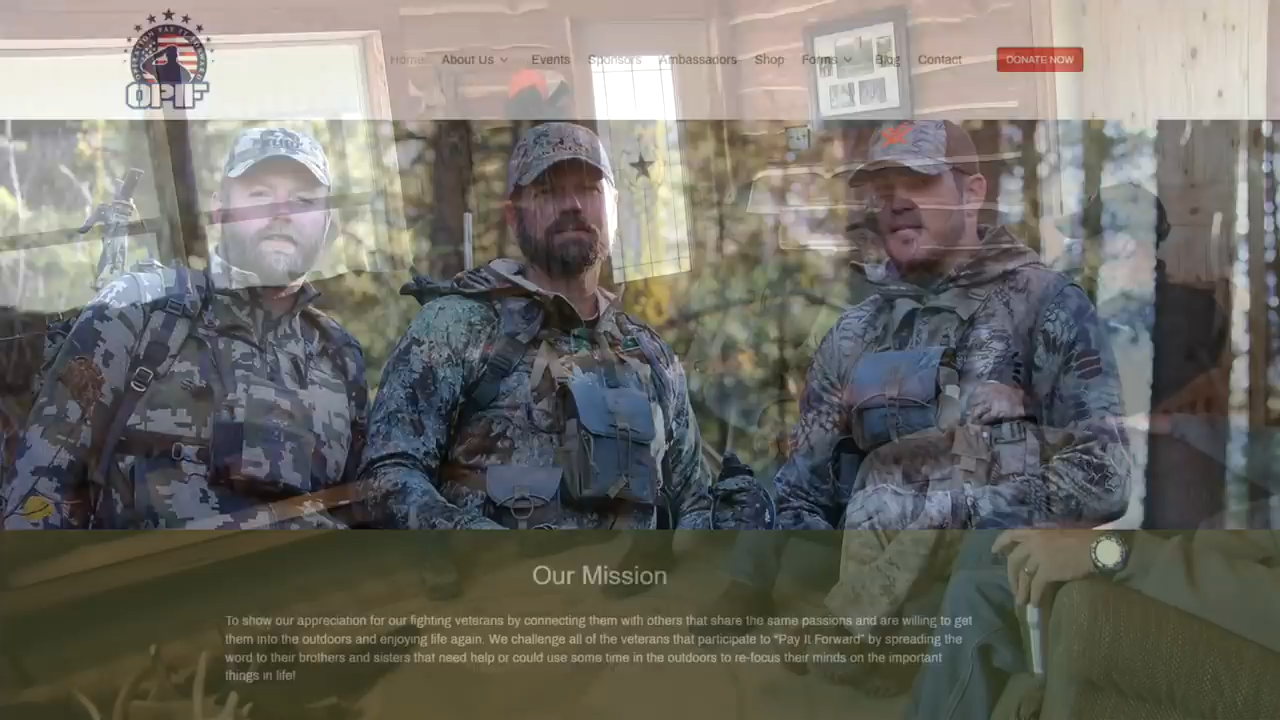 OPIF
Home About Us Events Sponsors Ambassadors Shop Forms Blog Contact DONATE NOW
Our Mission
To show our appreciation for our fighting veterans by connecting them with others that share the same passions and are willing to get
them into the outdoors and enjoying life again. We challenge all of the veterans that participate to “Pay It Forward” by spreading the
word to their brothers and sisters that need help or could use some time in the outdoors to re-focus their minds on the important
things in life!